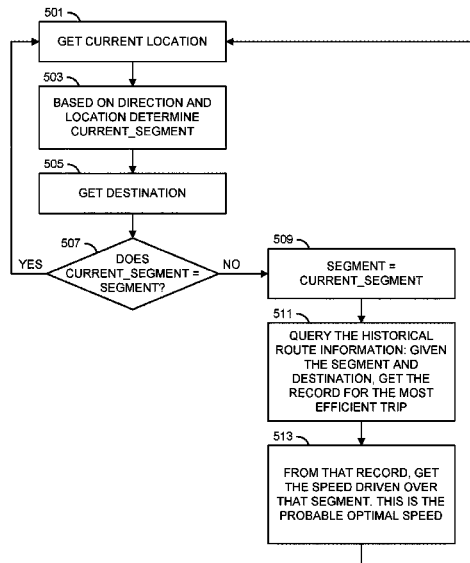 501
GET CURRENT LOCATION
503
BASED ON DIRECTION AND
LOCATION DETERMINE
CURRENT_SEGMENT
505
GET DESTINATION
507
DOES
CURRENT_SEGMENT =
SEGMENT?
YES
NO
509
SEGMENT =
CURRENT_SEGMENT
511
QUERY THE HISTORICAL
ROUTE INFORMATION: GIVEN
THE SEGMENT AND
DESTINATION, GET THE
RECORD FOR THE MOST
EFFICIENT TRIP
513
FROM THAT RECORD, GET
THE SPEED DRIVEN OVER
THAT SEGMENT. THIS IS THE
PROBABLE OPTIMAL SPEED